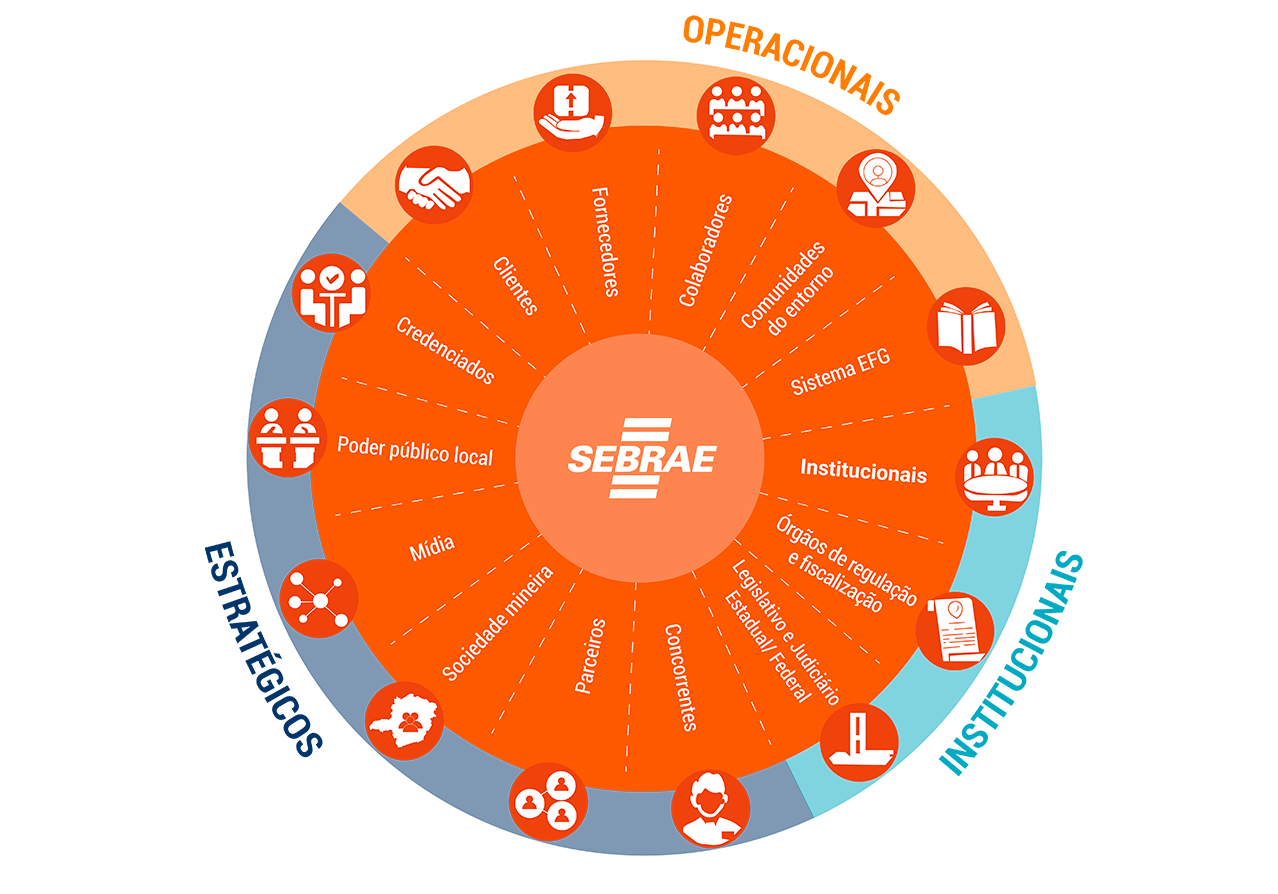 OPERACIONAIS
Fornecedores
Colaboradores
Comunidades
do entorno
Sistema EFG
Institucionais
Órgãos de regulação
e fiscalização
Legislativo e Judiciário
Estadual/ Federal
Concorrentes
Parceiros
Sociedade mineira
Mídia
Poder público local
Credenciados
Clientes
SEBRAE
INSTITUCIONAIS
ESTRATÉGICOS